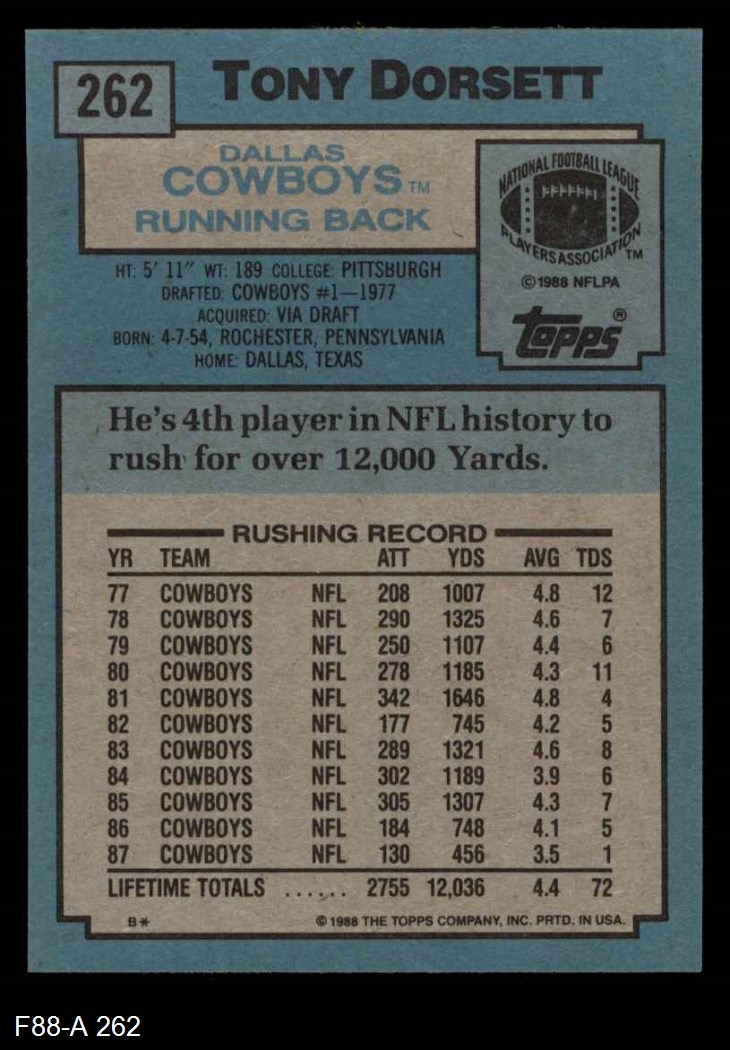 262
TONY DORSETT
DALLAS
COWBOYS TM
RUNNING BACK
NATIONAL FOOTBALL LEAGUE
PLAYERS ASSOCIATION TM
©1988 NFLPA
topps®
HT: 5' 11" WT: 189 COLLEGE: PITTSBURGH
DRAFTED: COWBOYS #1—1977
ACQUIRED: VIA DRAFT
BORN: 4-7-54, ROCHESTER, PENNSYLVANIA
HOME: DALLAS, TEXAS
He's 4th player in NFL history to
rush for over 12,000 Yards.
RUSHING RECORD
YR TEAM ATT YDS AVG TDS
77 COWBOYS NFL 208 1007 4.8 12
78 COWBOYS NFL 290 1325 4.6 7
79 COWBOYS NFL 250 1107 4.4 6
80 COWBOYS NFL 278 1185 4.3 11
81 COWBOYS NFL 342 1646 4.8 4
82 COWBOYS NFL 177 745 4.2 5
83 COWBOYS NFL 289 1321 4.6 8
84 COWBOYS NFL 302 1189 3.9 6
85 COWBOYS NFL 305 1307 4.3 7
86 COWBOYS NFL 184 748 4.1 5
87 COWBOYS NFL 130 456 3.5 1
LIFETIME TOTALS ...... 2755 12,036 4.4 72
B* ©1988 THE TOPPS COMPANY, INC. PRTD. IN USA.
F88-A 262